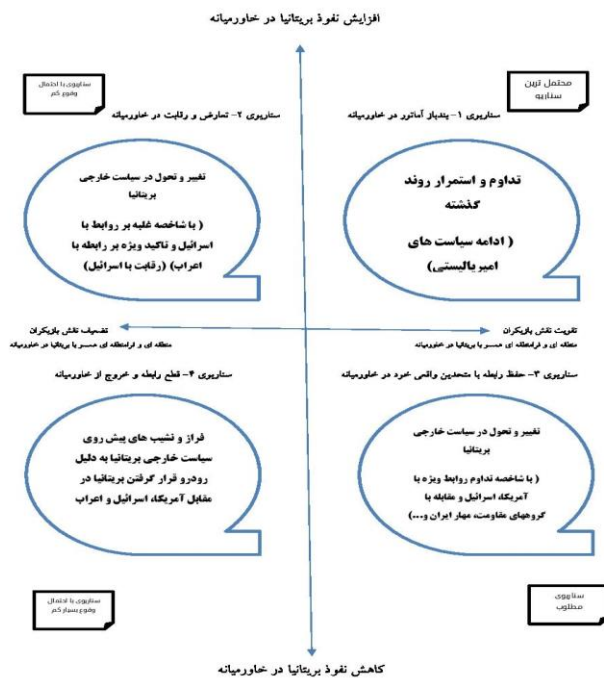 افزایش نفوذ بریتانیا در خاورمیانه
محتمل ترین
سناریو
سناریوی با احتمال
وقوع کم
سناریوی ۱- بندباز آماتور در خاورمیانه
سناریوی ۲- تعارض و رقابت در خاورمیانه
تداوم و استمرار روند
گذشته
( ادامه سیاست های
امپریالیستی)
تغییر و تحول در سیاست خارجی
بریتانیا
( با شاخصه غلبه بر روابط با
اسرائیل و تاکید ویژه بر رابطه با
اعراب) (رقابت با اسرائیل)
تقویت نقش بازیگران
منطقه ای و فرامنطقه ای همسر با بریتانیا در خاورمیانه
تضعیف نقش بازیگران
منطقه ای و فرامنطقه ای همسر با بریتانیا در خاورمیانه
سناریوی ۳- حفظ رابطه با متحدین واقعی خود در خاورمیانه
سناریوی ۴- قطع رابطه و خروج از خاورمیانه
تغییر و تحول در سیاست خارجی
بریتانیا
( با شاخصه تداوم روابط ویژه با
آمریکا، اسرائیل و مقابله با
گروههای مقاومت، مهار ایران و...)
فراز و نشیب های پیش روی
سیاست خارجی بریتانیا به دلیل
رودررو قرار گرفتن بریتانیا در
مقابل آمریکا، اسرائیل و اعراب
سناریوی
مطلوب
سناریوی با احتمال
وقوع بسیار کم
کاهش نفوذ بریتانیا در خاورمیانه